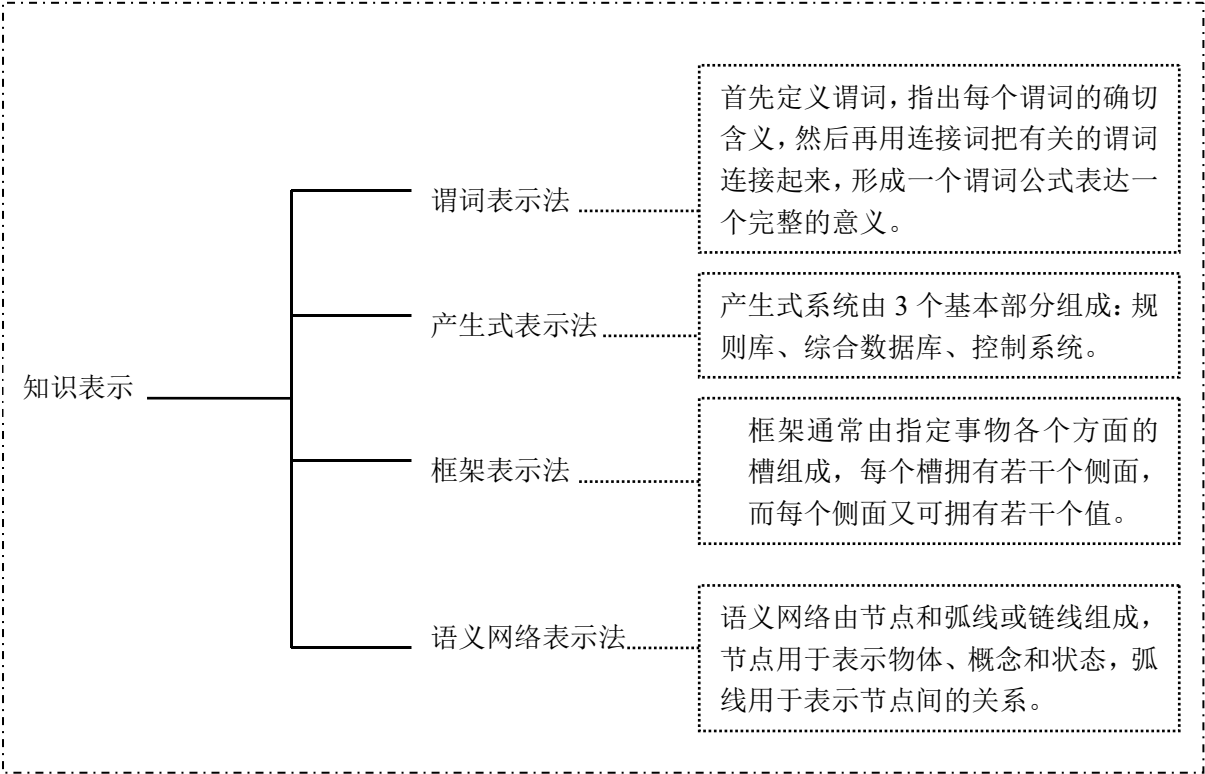 首先定义谓词，指出每个谓词的确切
含义，然后再用连接词把有关的谓词
连接起来，形成一个谓词公式表达一
个完整的意义。
谓词表示法
产生式系统由 3 个基本部分组成：规
则库、综合数据库、控制系统。
产生式表示法
知识表示
框架通常由指定事物各个方面的
槽组成，每个槽拥有若干个侧面，
而每个侧面又可拥有若干个值。
框架表示法
语义网络由节点和弧线或链线组成，
节点用于表示物体、概念和状态，弧
线用于表示节点间的关系。
语义网络表示法